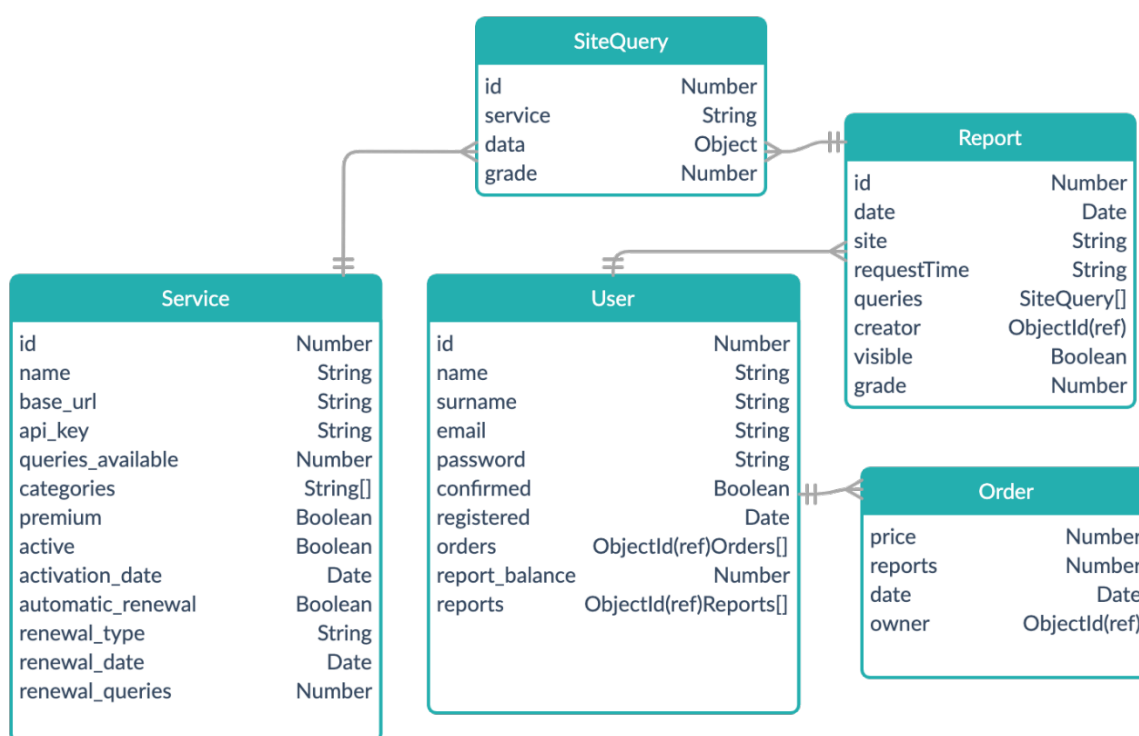 SiteQuery
id Number
service String
data Object
grade Number
Report
id Number
date Date
site String
requestTime String
queries SiteQuery[]
creator ObjectId(ref)
visible Boolean
grade Number
Service
id Number
name String
base_url String
api_key String
queries_available Number
categories String[]
premium Boolean
active Boolean
activation_date Date
automatic_renewal Boolean
renewal_type String
renewal_date Date
renewal_queries Number
User
id Number
name String
surname String
email String
password String
confirmed Boolean
registered Date
orders ObjectId(ref)Orders[]
report_balance Number
reports ObjectId(ref)Reports[]
Order
price Number
reports Number
date Date
owner ObjectId(ref)